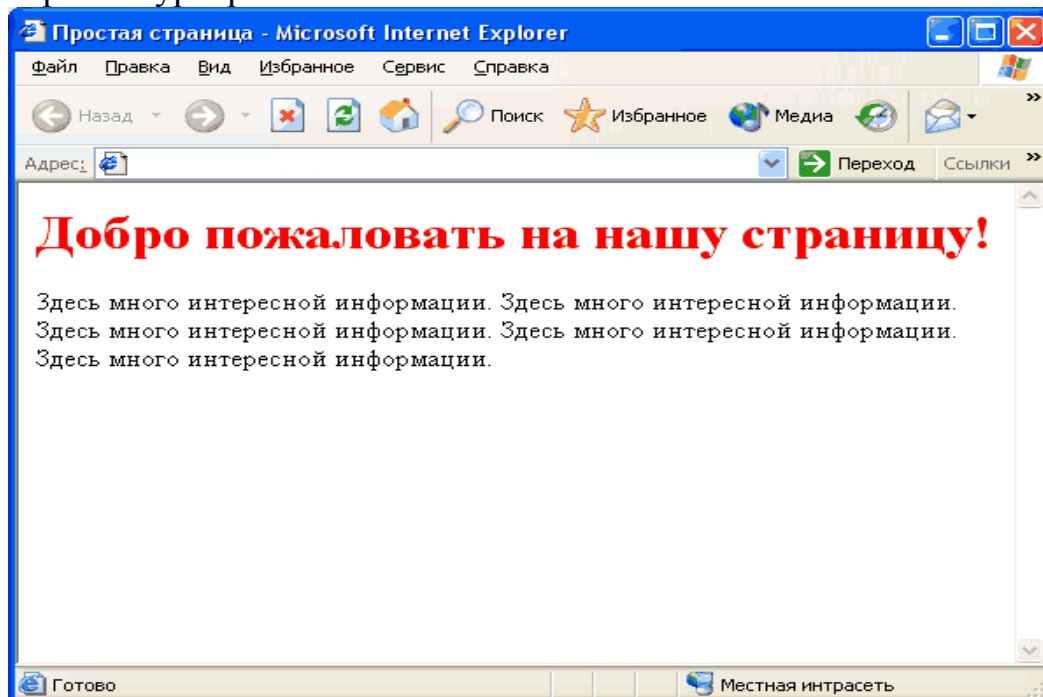 Простая страница - Microsoft Internet Explorer
Файл Правка Вид Избранное Сервис Справка
Назад Поиск Избранное Медиа »
Адрес: Переход Ссылки »
Добро пожаловать на нашу страницу!
Здесь много интересной информации. Здесь много интересной информации.
Здесь много интересной информации. Здесь много интересной информации.
Здесь много интересной информации.
Готово Местная интрасеть